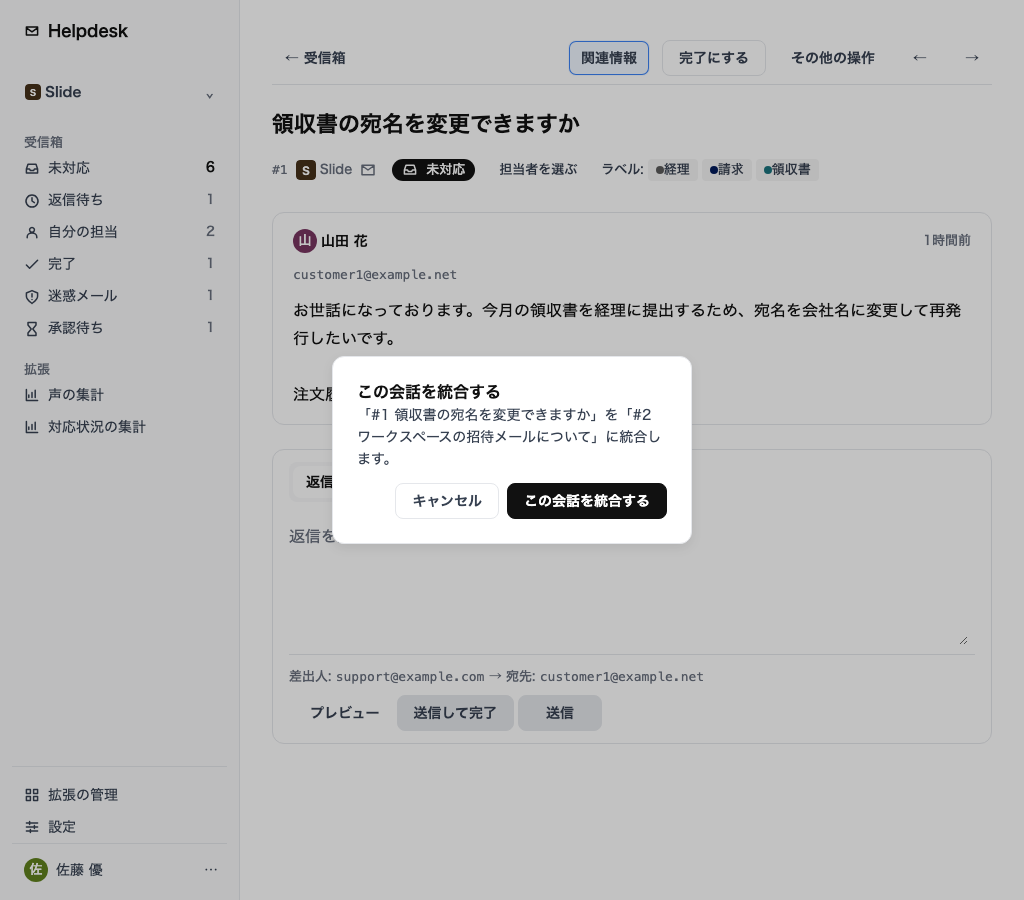 Helpdesk
S Slide
受信箱
未対応 6
返信待ち 1
自分の担当 2
完了 1
迷惑メール 1
承認待ち 1
拡張
声の集計
対応状況の集計
拡張の管理
設定
佐 佐藤 優 …
← 受信箱 関連情報 完了にする その他の操作 ← →
領収書の宛名を変更できますか
#1 S Slide 未対応 担当者を選ぶ ラベル: 経理 請求 領収書
山 山田 花 1時間前
customer1@example.net
お世話になっております。今月の領収書を経理に提出するため、宛名を会社名に変更して再発
行したいです。
注文
この会話を統合する
「#1 領収書の宛名を変更できますか」を「#2
ワークスペースの招待メールについて」に統合し
ます。
キャンセル この会話を統合する
返信
返信を
差出人: support@example.com → 宛先: customer1@example.net
プレビュー 送信して完了 送信